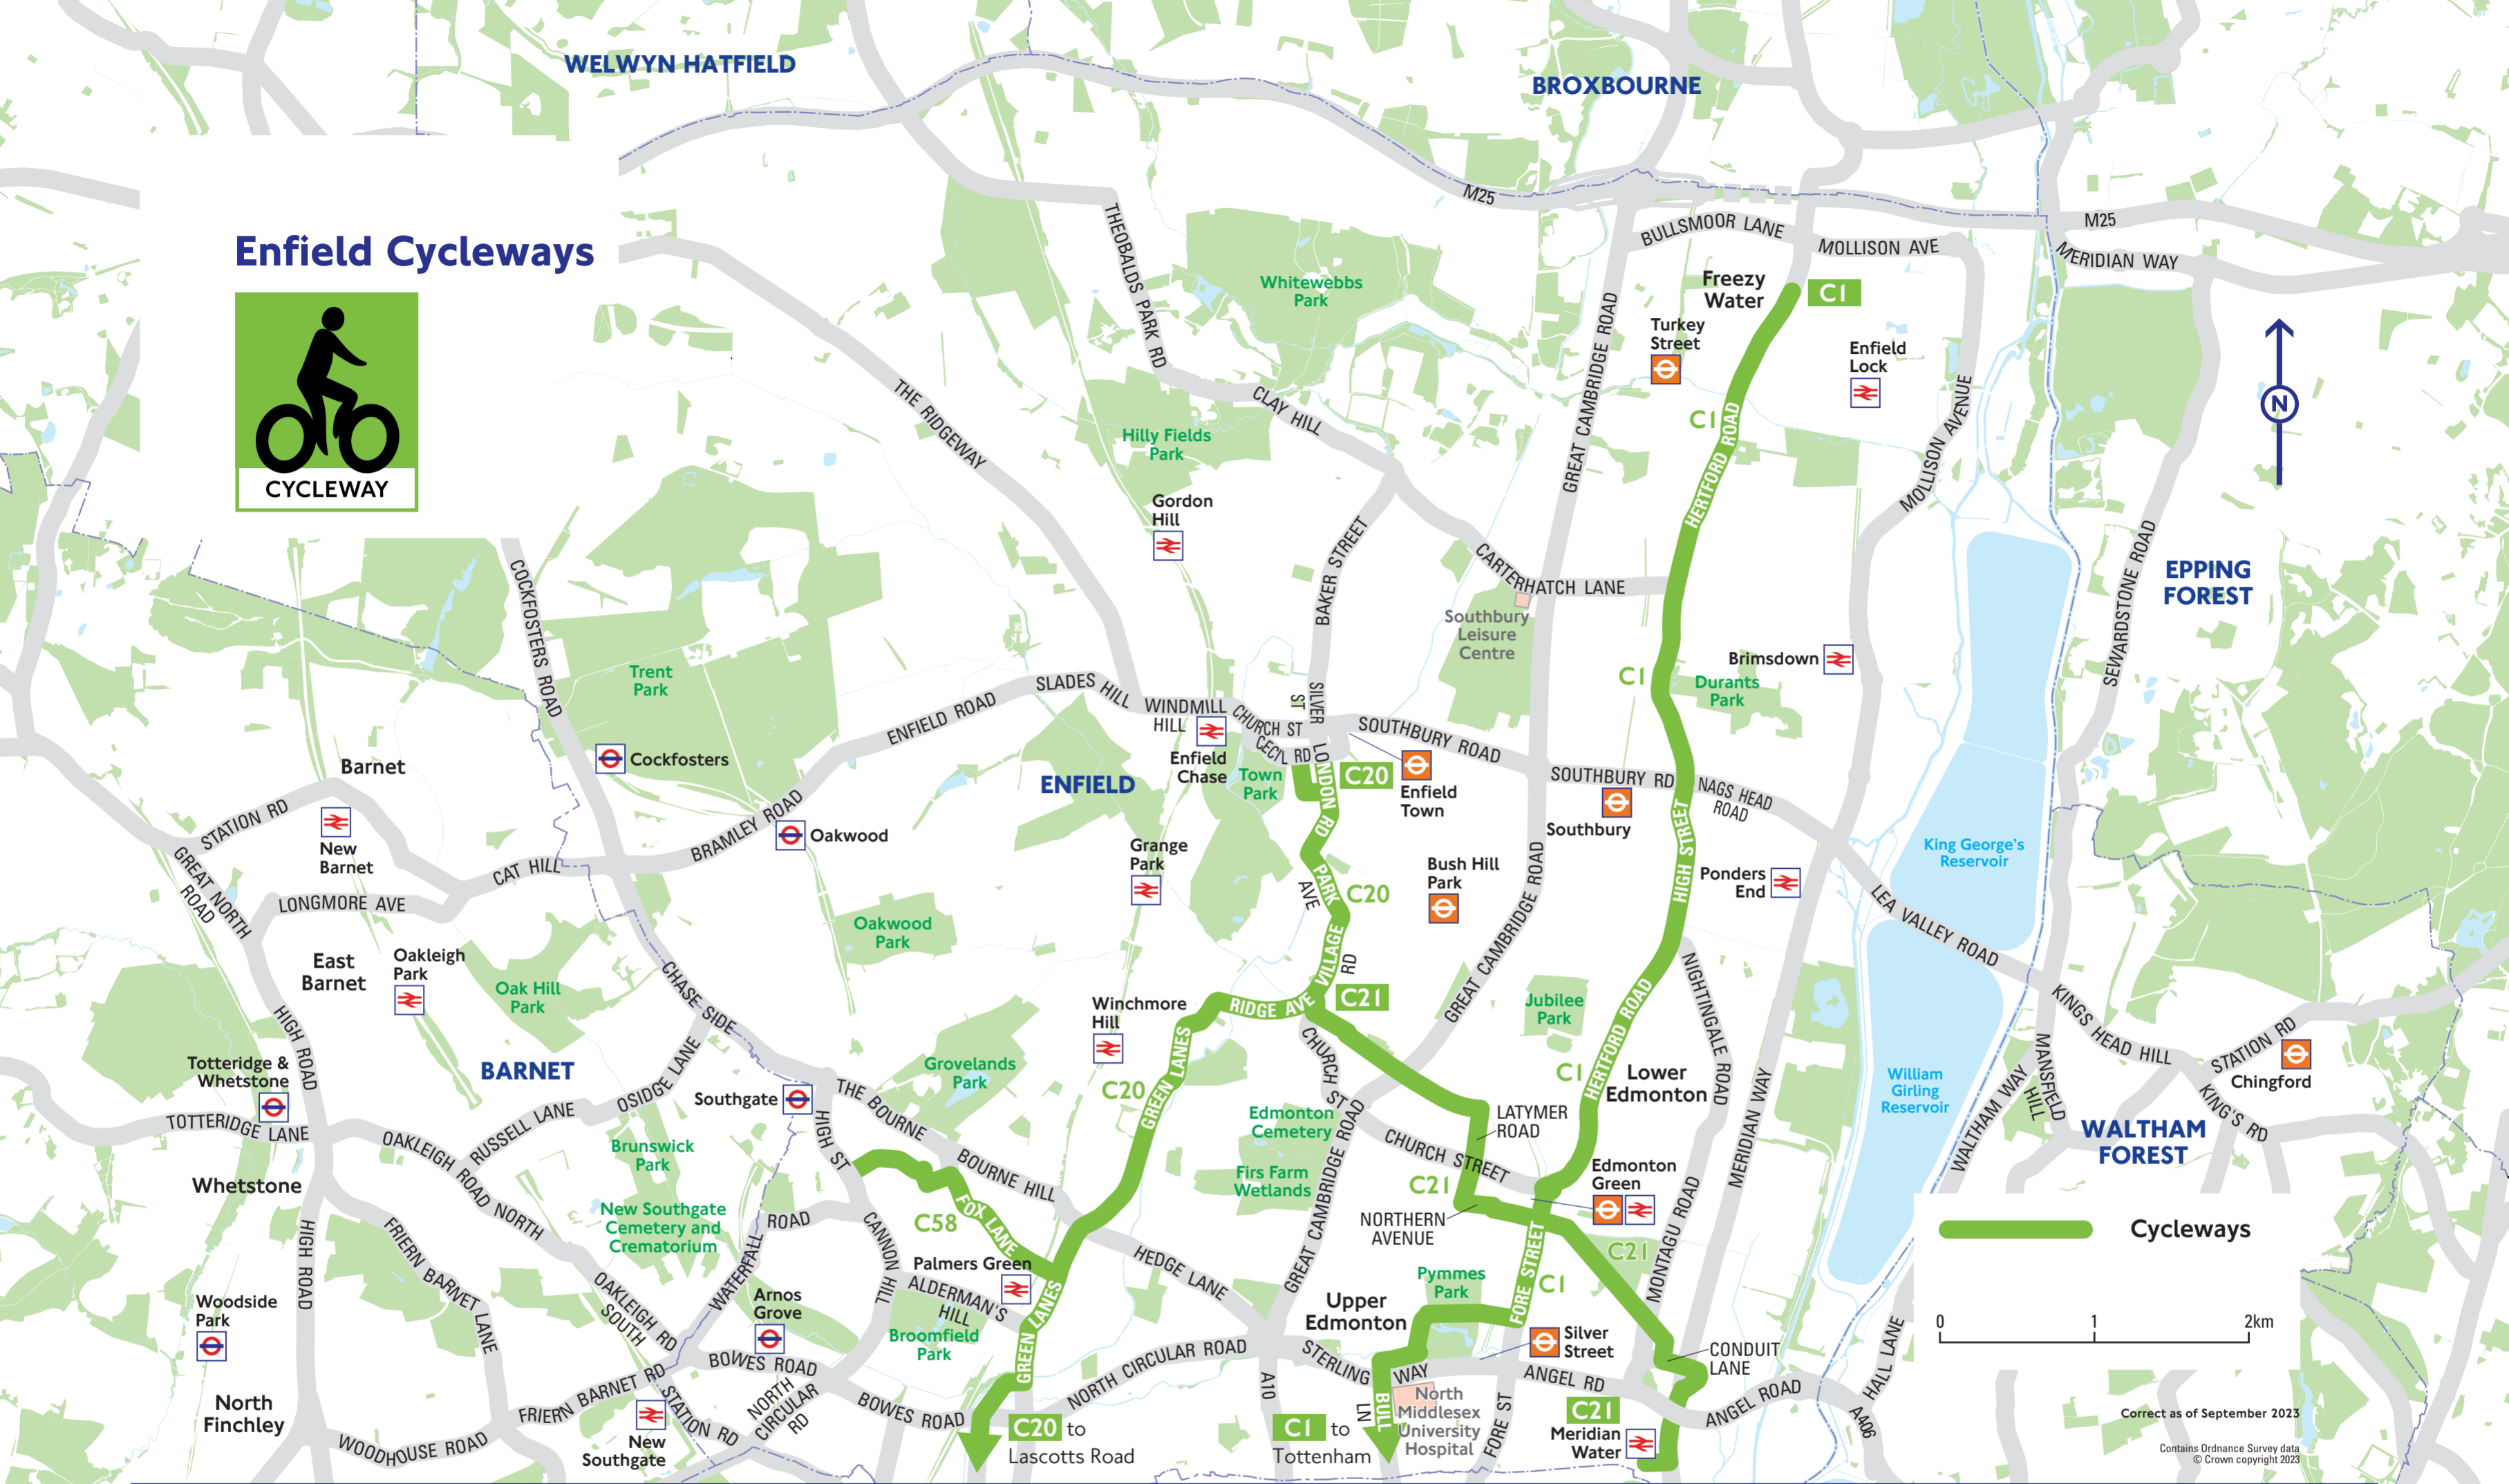 WELWYN HATFIELD
BROXBOURNE
M25
M25
Enfield Cycleways
CYCLEWAY
THEOBALDS PARK RD
Whitewebbs
Park
BULLSMOOR LANE
MOLLISON AVE
MERIDIAN WAY
Freezy
Water
C1
Turkey
Street
Enfield
Lock
GREAT CAMBRIDGE ROAD
MOLLISON AVENUE
N
THE RIDGEWAY
CLAY HILL
C1
HERTFORD ROAD
Hilly Fields
Park
Gordon
Hill
BAKER STREET
CARTERHATCH LANE
Southbury
Leisure
Centre
SEWARDSTONE ROAD
EPPING
FOREST
COCKFOSTERS ROAD
Trent
Park
C1
Durants
Park
Brimsdown
ENFIELD ROAD
SLADES HILL
WINDMILL
HILL
CHURCH ST
SILVER
ST
CECIL RD
SOUTHBURY ROAD
Enfield
Chase
Town
Park
LONDON RD
C20
Enfield
Town
SOUTHBURY RD
NAGS HEAD
ROAD
Southbury
Barnet
Cockfosters
ENFIELD
STATION RD
New
Barnet
BRAMLEY ROAD
Oakwood
Grange
Park
PARK
AVE
C20
Bush Hill
Park
GREAT CAMBRIDGE ROAD
HIGH STREET
Ponders
End
King George's
Reservoir
GREAT NORTH
ROAD
CAT HILL
LONGMORE AVE
LEA VALLEY ROAD
Oakwood
Park
VILLAGE
RD
East
Barnet
Oakleigh
Park
Oak Hill
Park
CHASE SIDE
Winchmore
Hill
RIDGE AVE
C21
Jubilee
Park
HERTFORD ROAD
NIGHTINGALE ROAD
KINGS HEAD HILL
STATION RD
Chingford
HIGH ROAD
Totteridge &
Whetstone
BARNET
OSIDGE LANE
Southgate
THE BOURNE
Grovelands
Park
C20
GREEN LANES
CHURCH ST
Edmonton
Cemetery
C1
Lower
Edmonton
LATYMER
ROAD
William
Girling
Reservoir
WALTHAM WAY
MANSFIELD
HILL
KING'S RD
WALTHAM
FOREST
TOTTERIDGE LANE
OAKLEIGH ROAD NORTH
RUSSELL LANE
Brunswick
Park
HIGH ST
BOURNE HILL
Firs Farm
Wetlands
CHURCH STREET
MERIDIAN WAY
Edmonton
Green
Whetstone
New Southgate
Cemetery and
Crematorium
WATERFALL ROAD
CANNON HILL
C58
FOX LANE
HEDGE LANE
GREAT CAMBRIDGE ROAD
C21
NORTHERN
AVENUE
FORE STREET
C21
MONTAGU ROAD
Cycleways
HIGH ROAD
FRIERN BARNET LANE
Palmers Green
ALDERMAN'S
HILL
Broomfield
Park
Pymmes
Park
C1
0 1 2km
Woodside
Park
OAKLEIGH RD
SOUTH
Arnos
Grove
BOWES ROAD
GREEN LANES
Upper
Edmonton
Silver
Street
CONDUIT
LANE
North
Finchley
WOODHOUSE ROAD
FRIERN BARNET RD
New
Southgate
STATION RD
NORTH
CIRCULAR
RD
BOWES ROAD
NORTH CIRCULAR ROAD
A10
STERLING WAY
ANGEL RD
ANGEL ROAD
HALL LANE
A406
C20 to
Lascotts Road
C1 to
Tottenham
BULL
LN
North
Middlesex
University
Hospital
FORE ST
C21
Meridian
Water
Correct as of September 2023
Contains Ordnance Survey data
© Crown copyright 2023